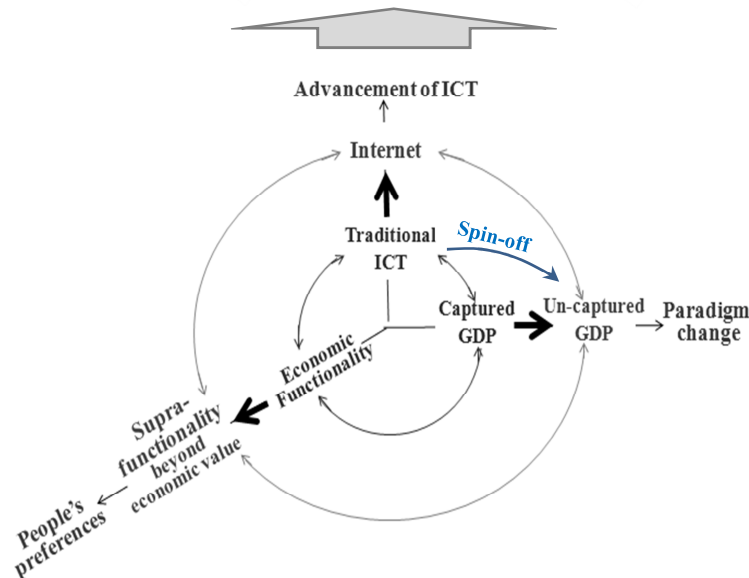 Advancement of ICT
Internet
Traditional
ICT
Spin-off
Captured
GDP
Un-captured
GDP
Paradigm
change
Economic
Functionality
Supra-
functionality
beyond
economic value
People's
preferences